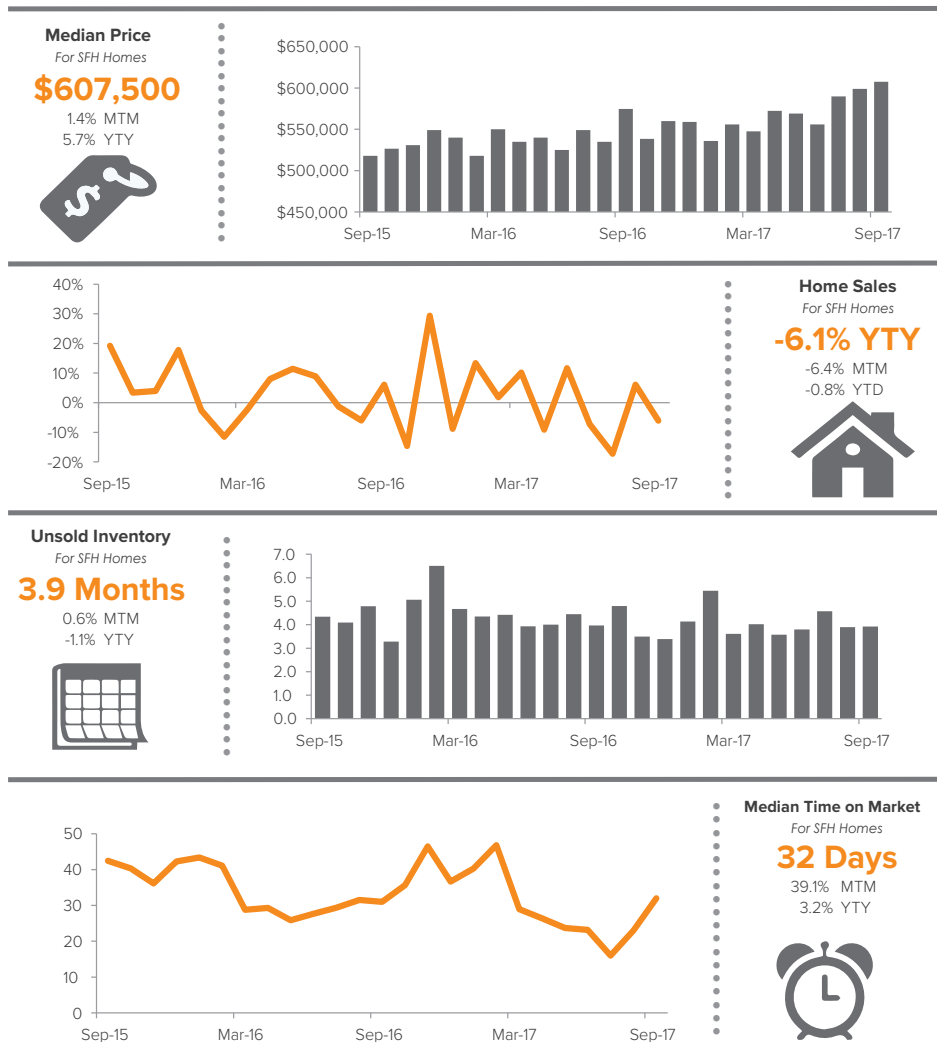 Median Price
For SFH Homes
$607,500
1.4% MTM
5.7% YTY
$
$650,000
$600,000
$550,000
$500,000
$450,000
Sep-15 Mar-16 Sep-16 Mar-17 Sep-17
40%
30%
20%
10%
0%
-10%
-20%
Sep-15 Mar-16 Sep-16 Mar-17 Sep-17
Home Sales
For SFH Homes
-6.1% YTY
-6.4% MTM
-0.8% YTD
Unsold Inventory
For SFH Homes
3.9 Months
0.6% MTM
-1.1% YTY
7.0
6.0
5.0
4.0
3.0
2.0
1.0
0.0
Sep-15 Mar-16 Sep-16 Mar-17 Sep-17
50
40
30
20
10
0
Sep-15 Mar-16 Sep-16 Mar-17 Sep-17
Median Time on Market
For SFH Homes
32 Days
39.1% MTM
3.2% YTY